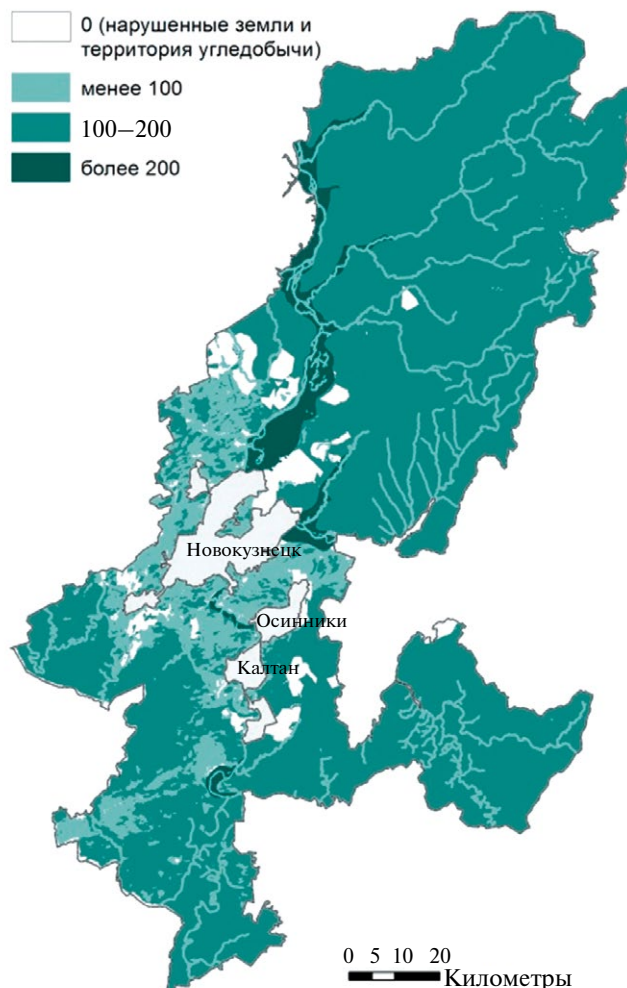 0 (нарушенные земли и
территория угледобычи)
менее 100
100–200
более 200
Новокузнецк
Осинники
Калтан
0 5 10 20
Километры